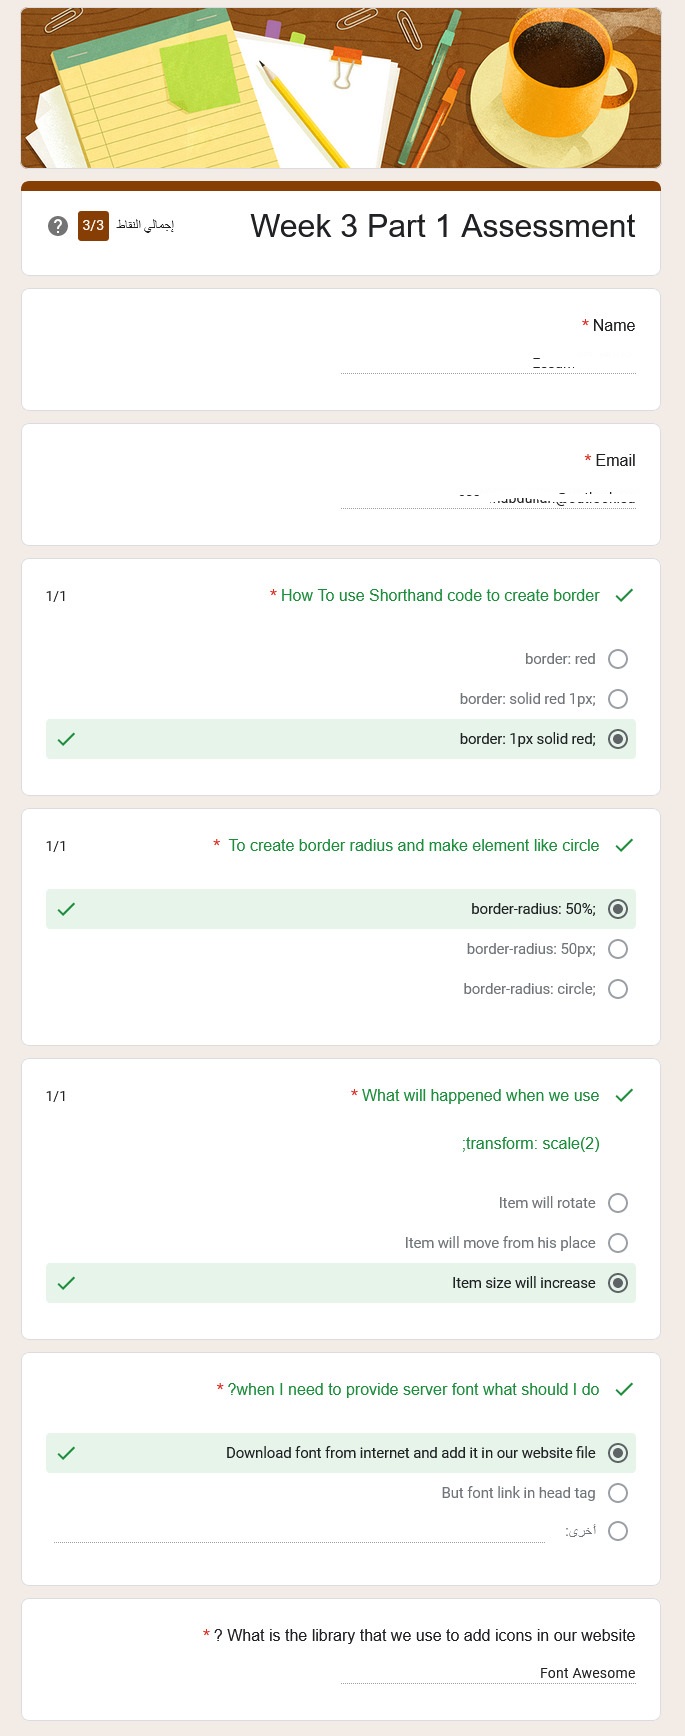 Week 3 Part 1 Assessment
إجمالي النقاط 3/3
* Name
* Email
* How To use Shorthand code to create border
1/1
border: red
border: solid red 1px;
border: 1px solid red;
* To create border radius and make element like circle
1/1
border-radius: 50%;
border-radius: 50px;
border-radius: circle;
* What will happened when we use
1/1
;transform: scale(2)
Item will rotate
Item will move from his place
Item size will increase
* ?when I need to provide server font what should I do
Download font from internet and add it in our website file
But font link in head tag
أخرى:
* ? What is the library that we use to add icons in our website
Font Awesome